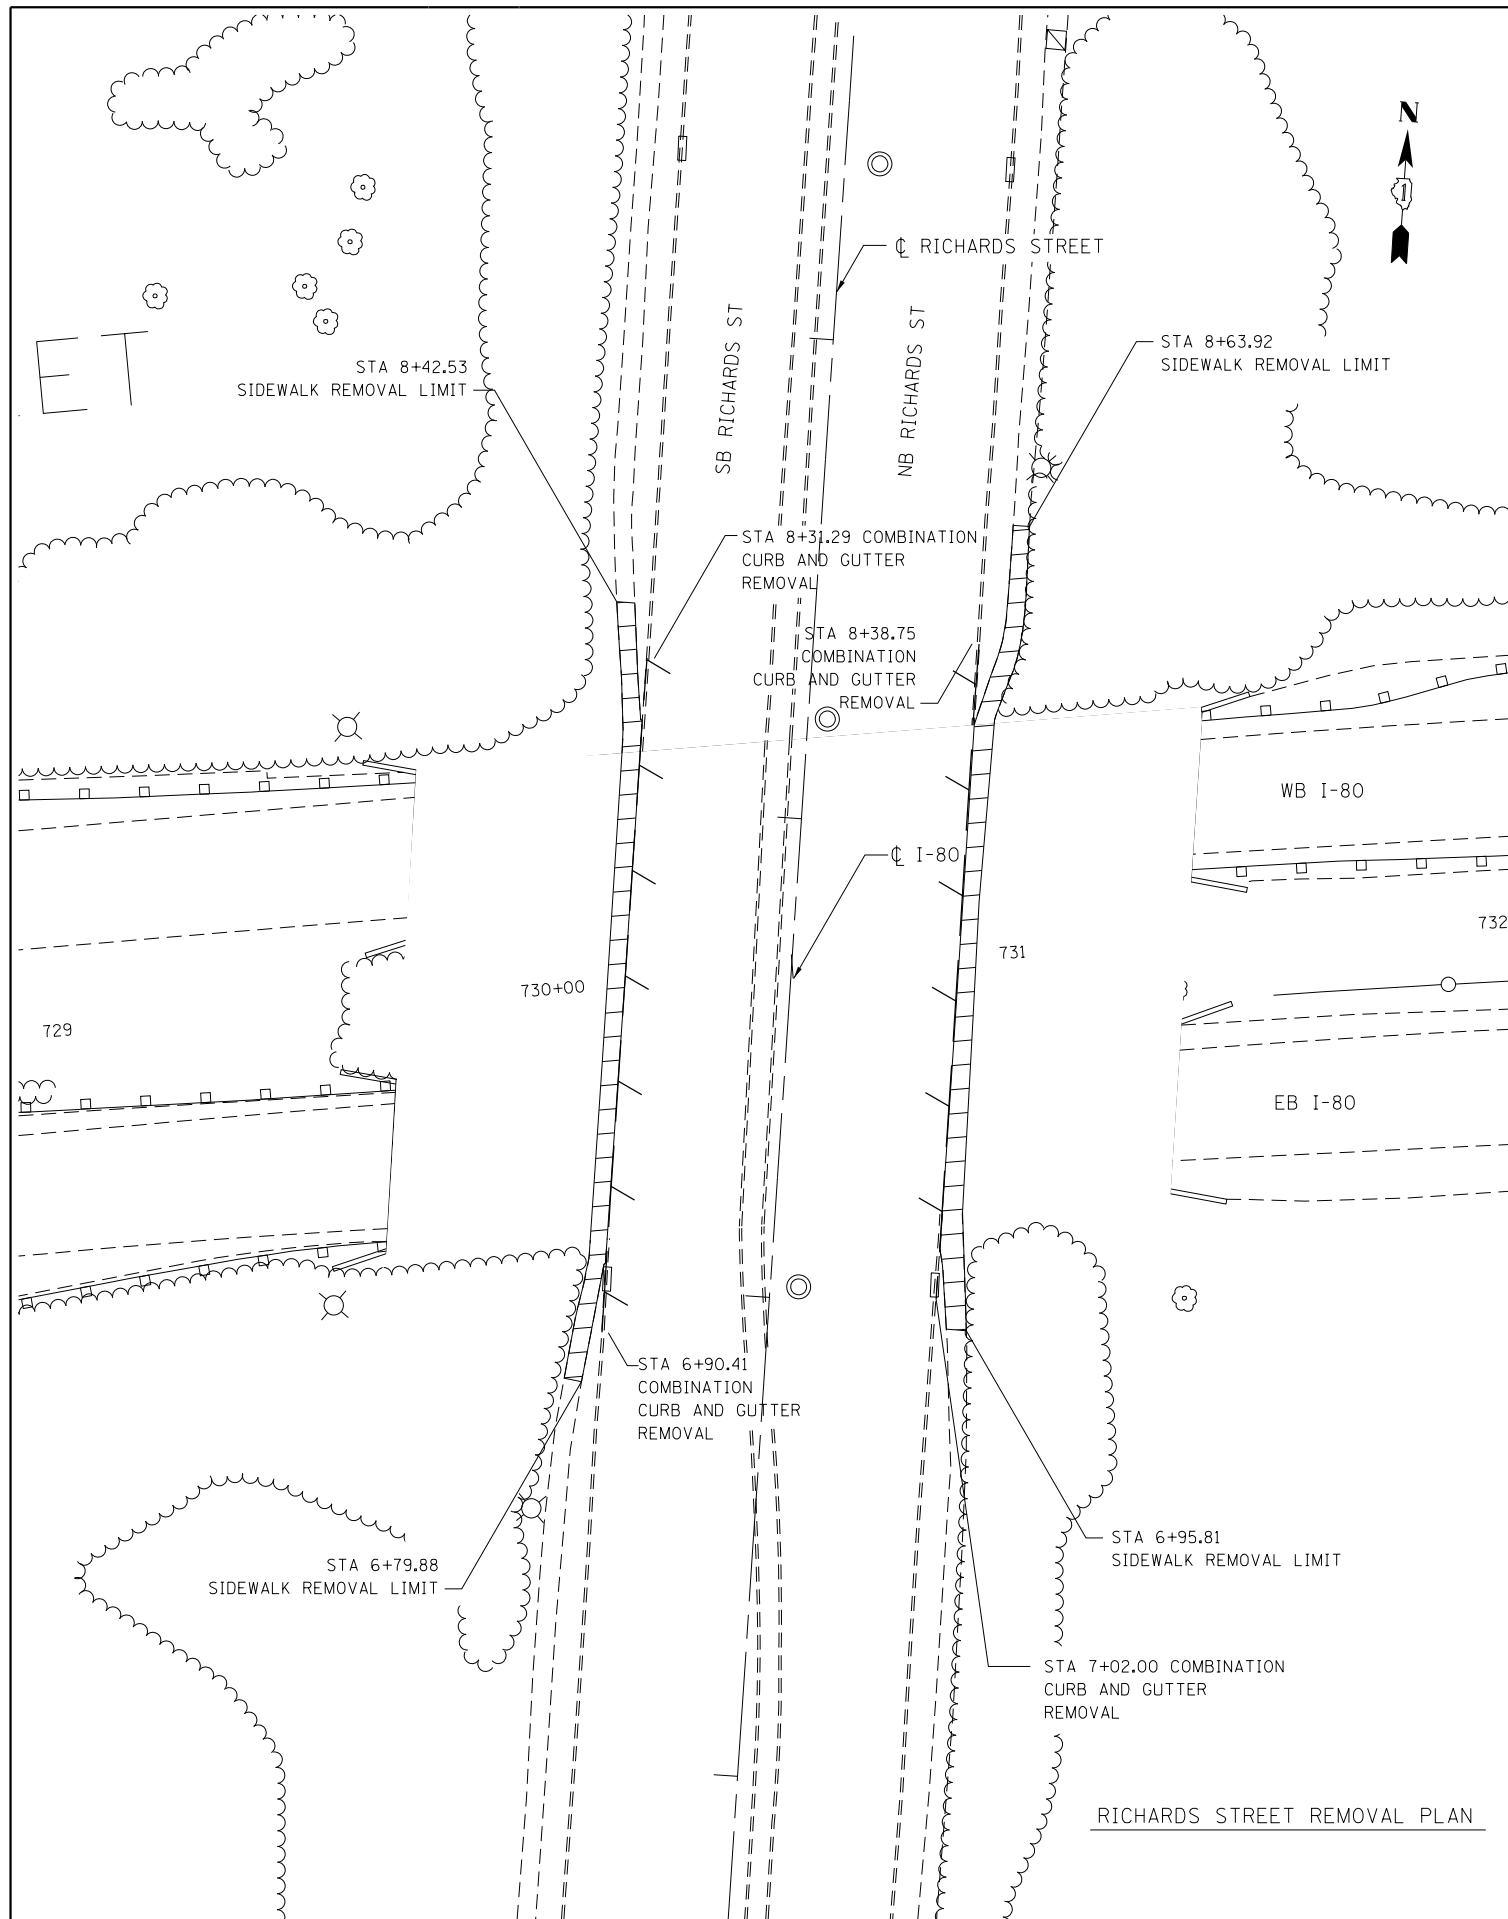 N
1
℄ RICHARDS STREET
SB RICHARDS ST
NB RICHARDS ST
ET
STA 8+42.53
SIDEWALK REMOVAL LIMIT
STA 8+63.92
SIDEWALK REMOVAL LIMIT
STA 8+31.29 COMBINATION
CURB AND GUTTER
REMOVAL
STA 8+38.75
COMBINATION
CURB AND GUTTER
REMOVAL
WB I-80
℄ I-80
732
731
730+00
729
EB I-80
STA 6+90.41
COMBINATION
CURB AND GUTTER
REMOVAL
STA 6+95.81
SIDEWALK REMOVAL LIMIT
STA 6+79.88
SIDEWALK REMOVAL LIMIT
STA 7+02.00 COMBINATION
CURB AND GUTTER
REMOVAL
RICHARDS STREET REMOVAL PLAN